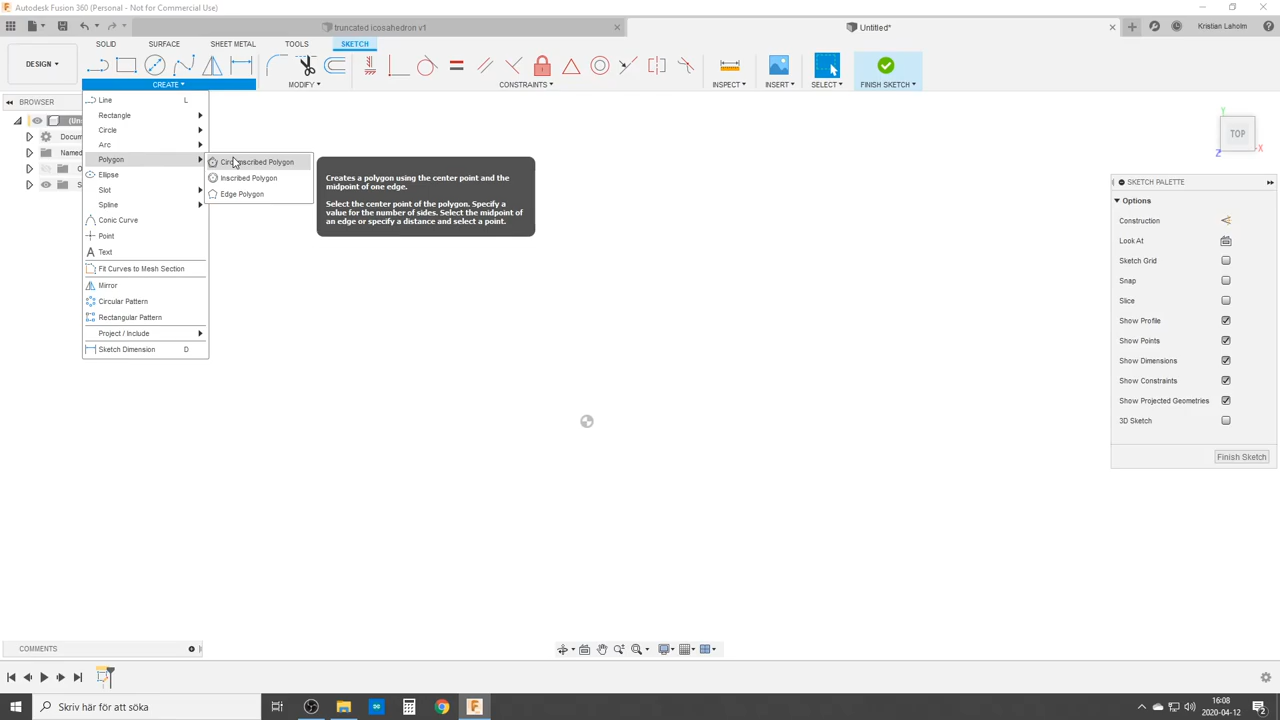 Autodesk Fusion 360 (Personal - Not for Commercial Use)
truncated icosahedron v1
Untitled*
Kristian Laholm
DESIGN
SOLID
SURFACE
SHEET METAL
TOOLS
SKETCH
CREATE
MODIFY
CONSTRAINTS
INSPECT
INSERT
SELECT
FINISH SKETCH
BROWSER
(Un
Docum
Named
O
S
Line L
Rectangle
Circle
Arc
Polygon
Ellipse
Slot
Spline
Conic Curve
Point
Text
Fit Curves to Mesh Section
Mirror
Circular Pattern
Rectangular Pattern
Project / Include
Sketch Dimension D
Circumscribed Polygon
Inscribed Polygon
Edge Polygon
Creates a polygon using the center point and the
midpoint of one edge.
Select the center point of the polygon. Specify a
value for the number of sides. Select the midpoint of
an edge or specify a distance and select a point.
TOP
Y
X
Z
SKETCH PALETTE
Options
Construction
Look At
Sketch Grid
Snap
Slice
Show Profile
Show Points
Show Dimensions
Show Constraints
Show Projected Geometries
3D Sketch
Finish Sketch
COMMENTS
Skriv här för att söka
16:08
2020-04-12
2